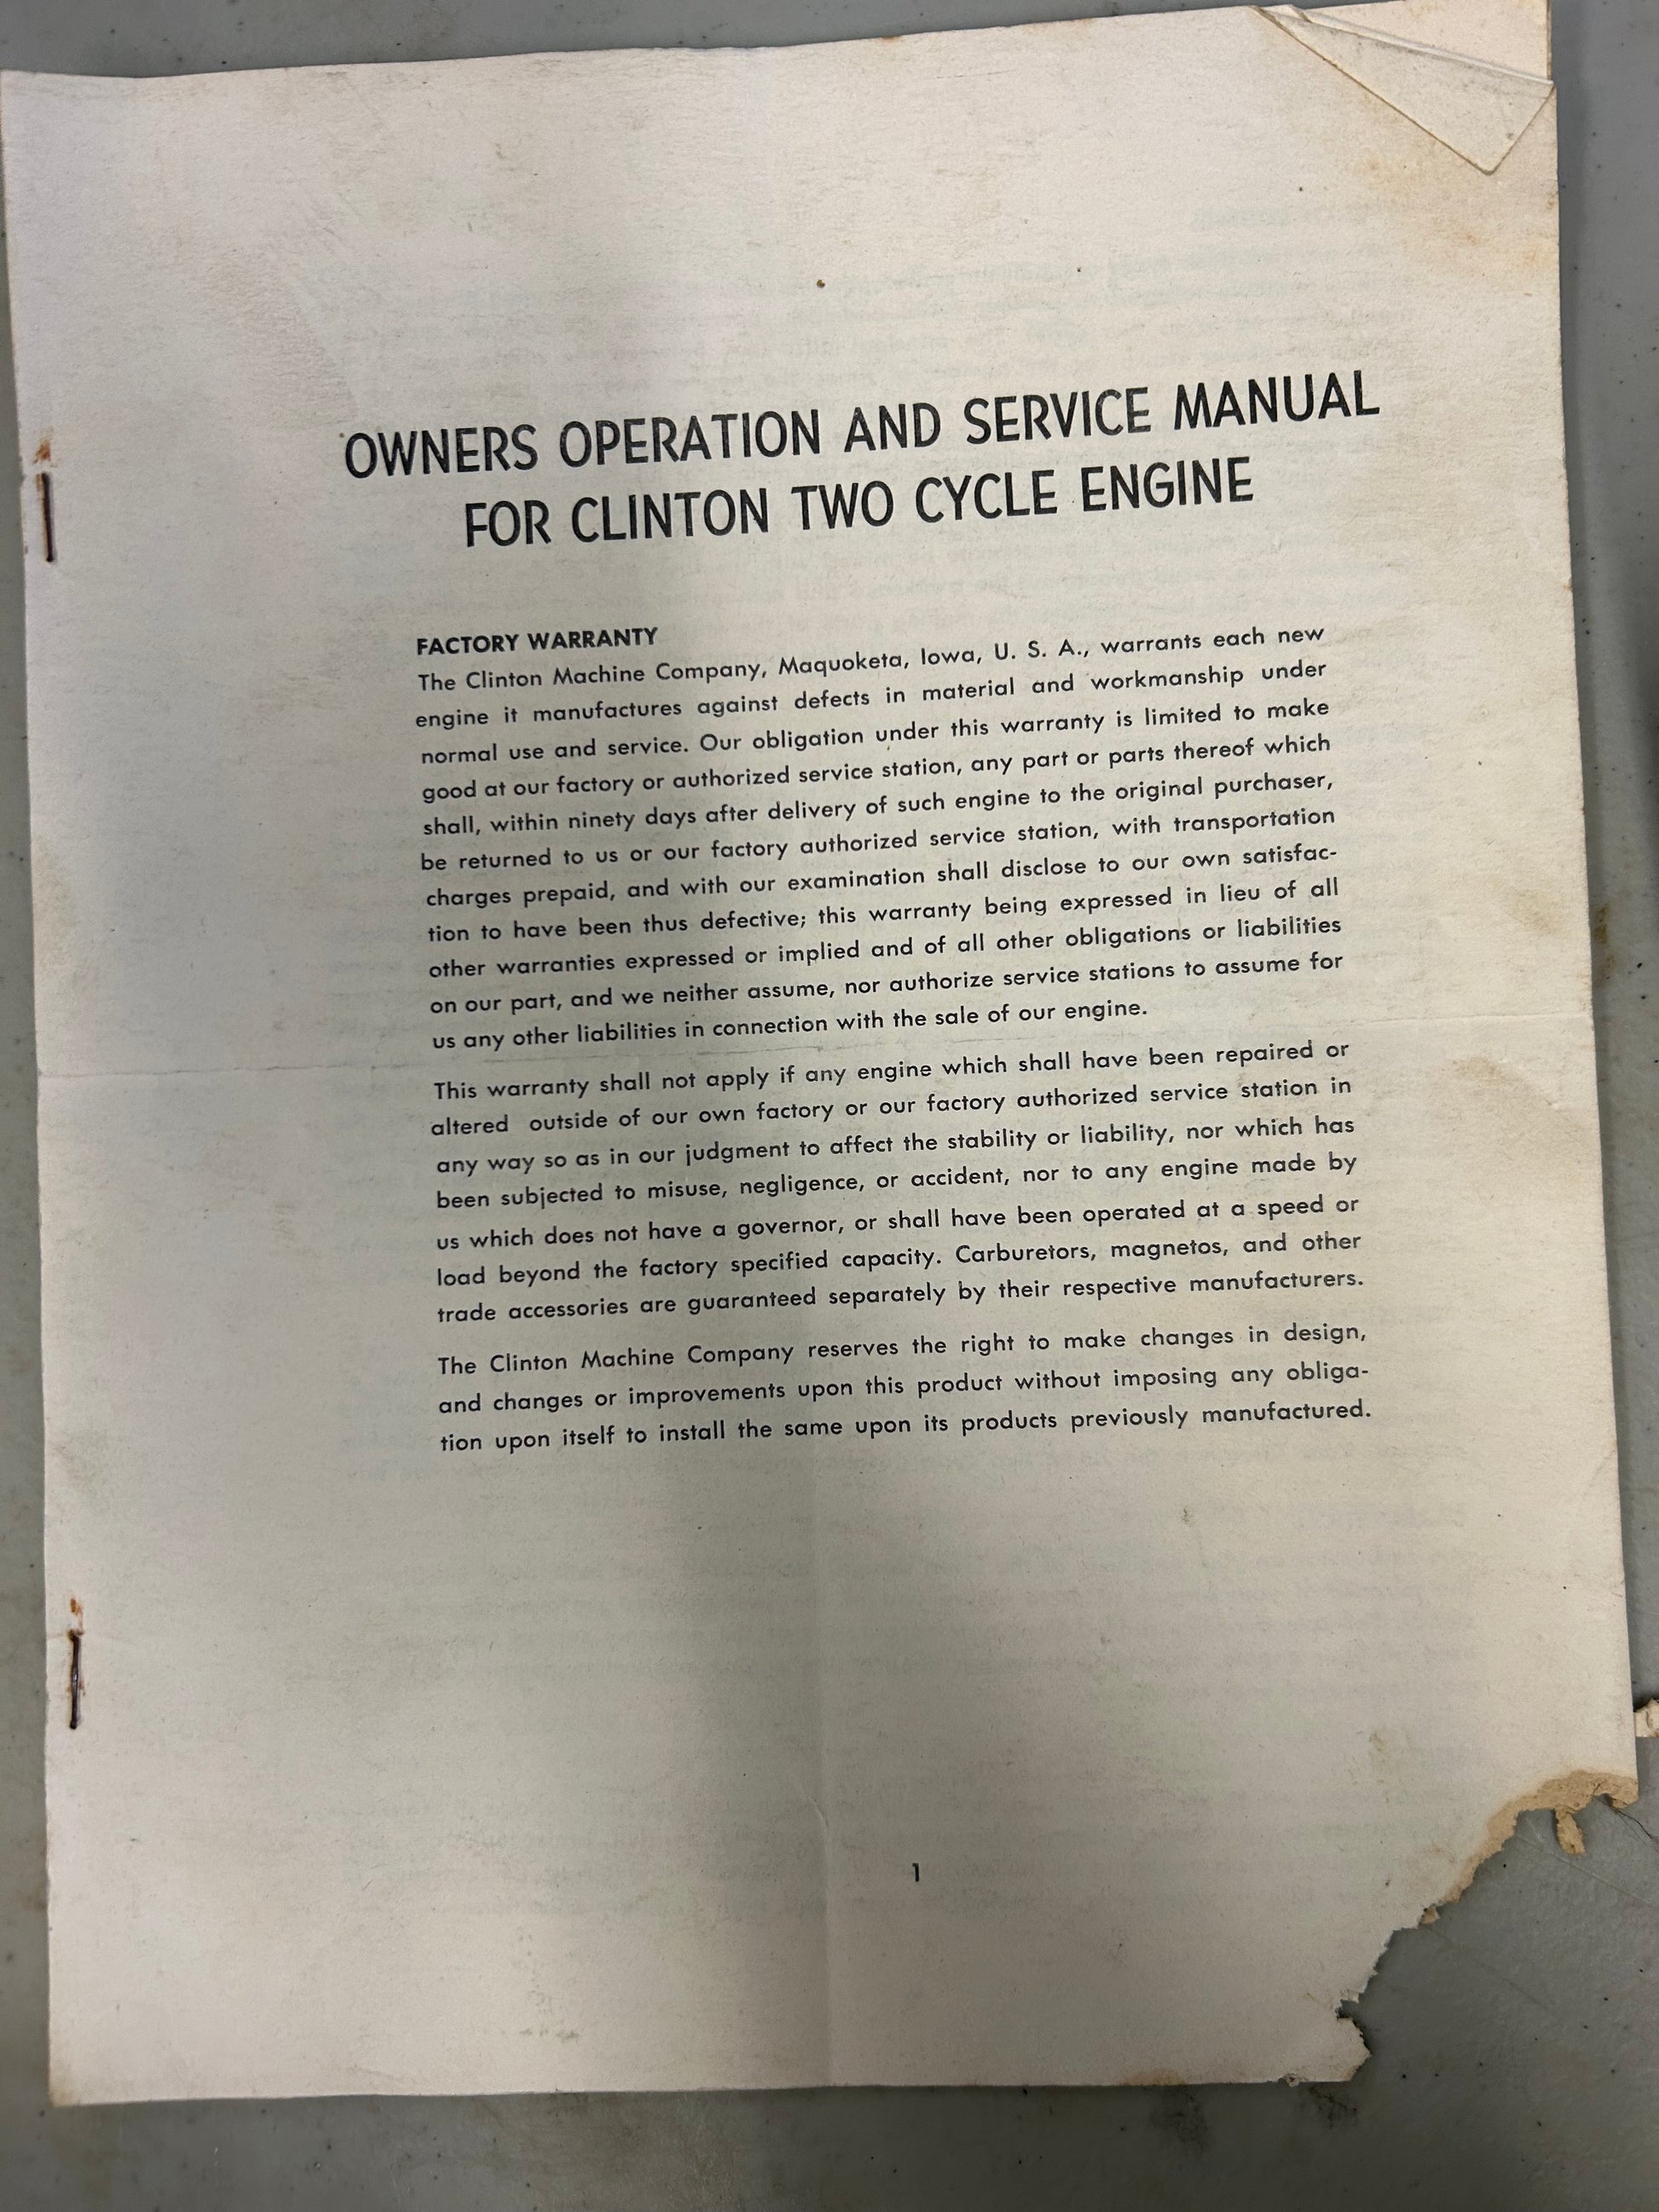 OWNERS OPERATION AND SERVICE MANUAL
FOR CLINTON TWO CYCLE ENGINE
FACTORY WARRANTY
The Clinton Machine Company, Maquoketa, Iowa, U. S. A., warrants each new
engine it manufactures against defects in material and workmanship under
normal use and service. Our obligation under this warranty is limited to make
good at our factory or authorized service station, any part or parts thereof which
shall, within ninety days after delivery of such engine to the original purchaser,
be returned to us or our factory authorized service station, with transportation
charges prepaid, and with our examination shall disclose to our own satisfac-
tion to have been thus defective; this warranty being expressed in lieu of all
other warranties expressed or implied and of all other obligations or liabilities
on our part, and we neither assume, nor authorize service stations to assume for
us any other liabilities in connection with the sale of our engine.
This warranty shall not apply if any engine which shall have been repaired or
altered outside of our own factory or our factory authorized service station in
any way so as in our judgment to affect the stability or liability, nor which has
been subjected to misuse, negligence, or accident, nor to any engine made by
us which does not have a governor, or shall have been operated at a speed or
load beyond the factory specified capacity. Carburetors, magnetos, and other
trade accessories are guaranteed separately by their respective manufacturers.
The Clinton Machine Company reserves the right to make changes in design,
and changes or improvements upon this product without imposing any obliga-
tion upon itself to install the same upon its products previously manufactured.
1